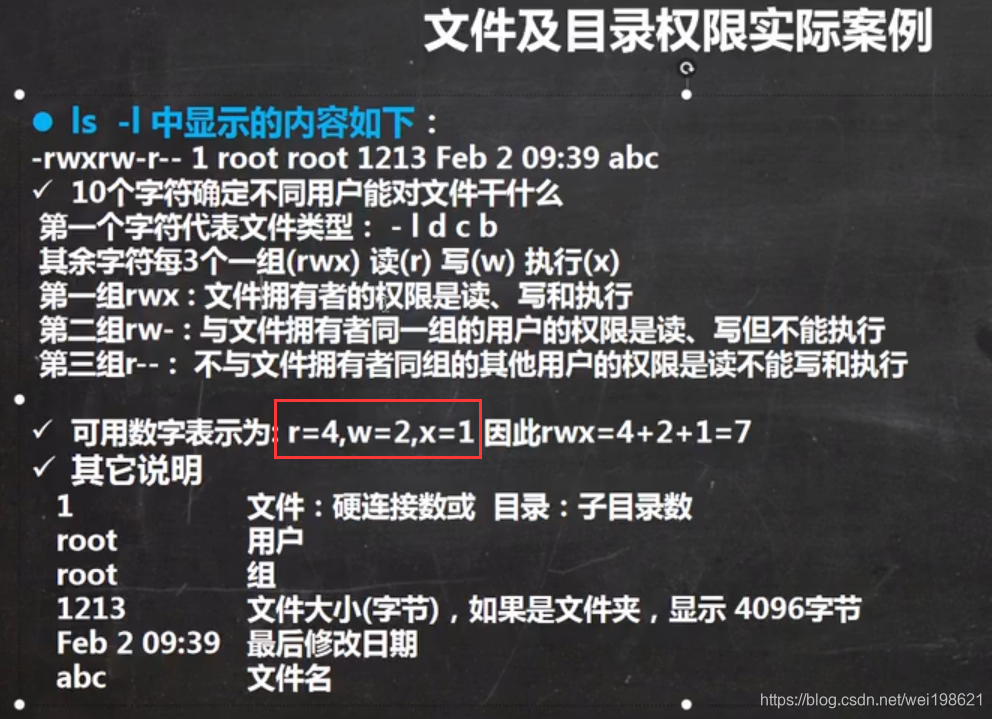 文件及目录权限实际案例
● ls -l 中显示的内容如下：
-rwxrw-r-- 1 root root 1213 Feb 2 09:39 abc
✓ 10个字符确定不同用户能对文件干什么
第一个字符代表文件类型： - l d c b
其余字符每3个一组(rwx) 读(r) 写(w) 执行(x)
第一组rwx：文件拥有者的权限是读、写和执行
第二组rw-：与文件拥有者同一组的用户的权限是读、写但不能执行
第三组r--： 不与文件拥有者同组的其他用户的权限是读不能写和执行
✓ 可用数字表示为: r=4,w=2,x=1 因此rwx=4+2+1=7
✓ 其它说明
1 文件：硬连接数或 目录：子目录数
root 用户
root 组
1213 文件大小(字节)，如果是文件夹，显示 4096字节
Feb 2 09:39 最后修改日期
abc 文件名
https://blog.csdn.net/wei198621